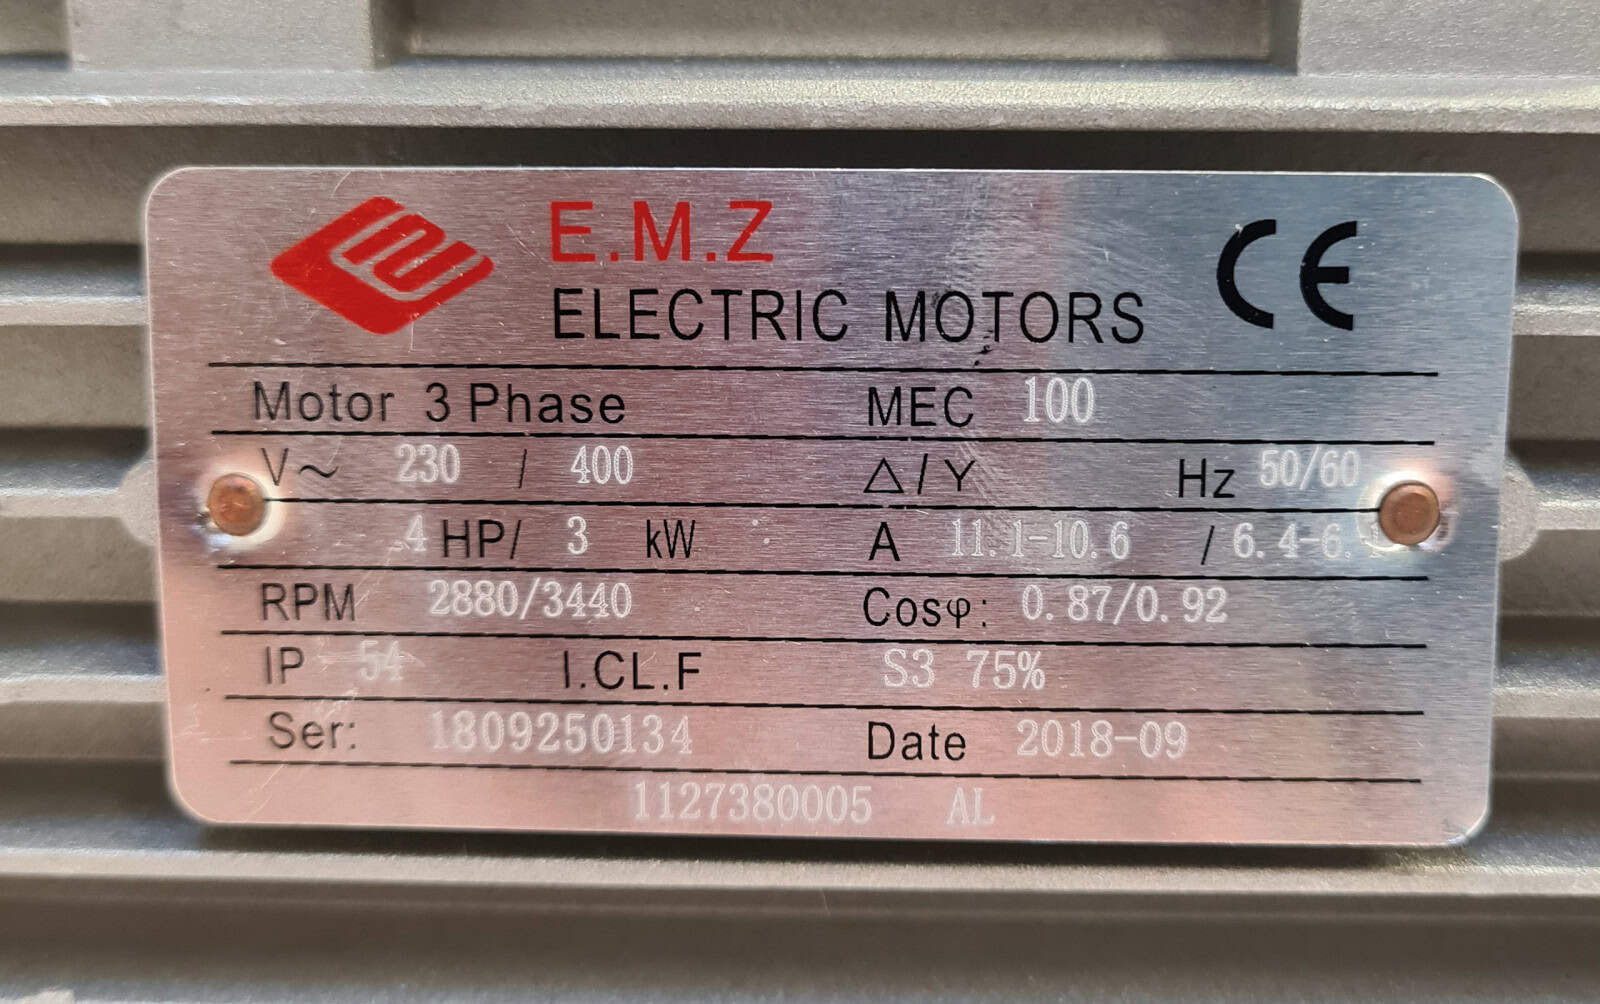 E.M.Z
ELECTRIC MOTORS CE
Motor 3 Phase MEC 100
V~ 230 / 400 △/Y Hz 50/60
4 HP/ 3 kW A 11.1-10.6 / 6.4-6.
RPM 2880/3440 Cosφ: 0.87/0.92
IP 54 I.CL.F S3 75%
Ser: 1809250134 Date 2018-09
1127380005 AL